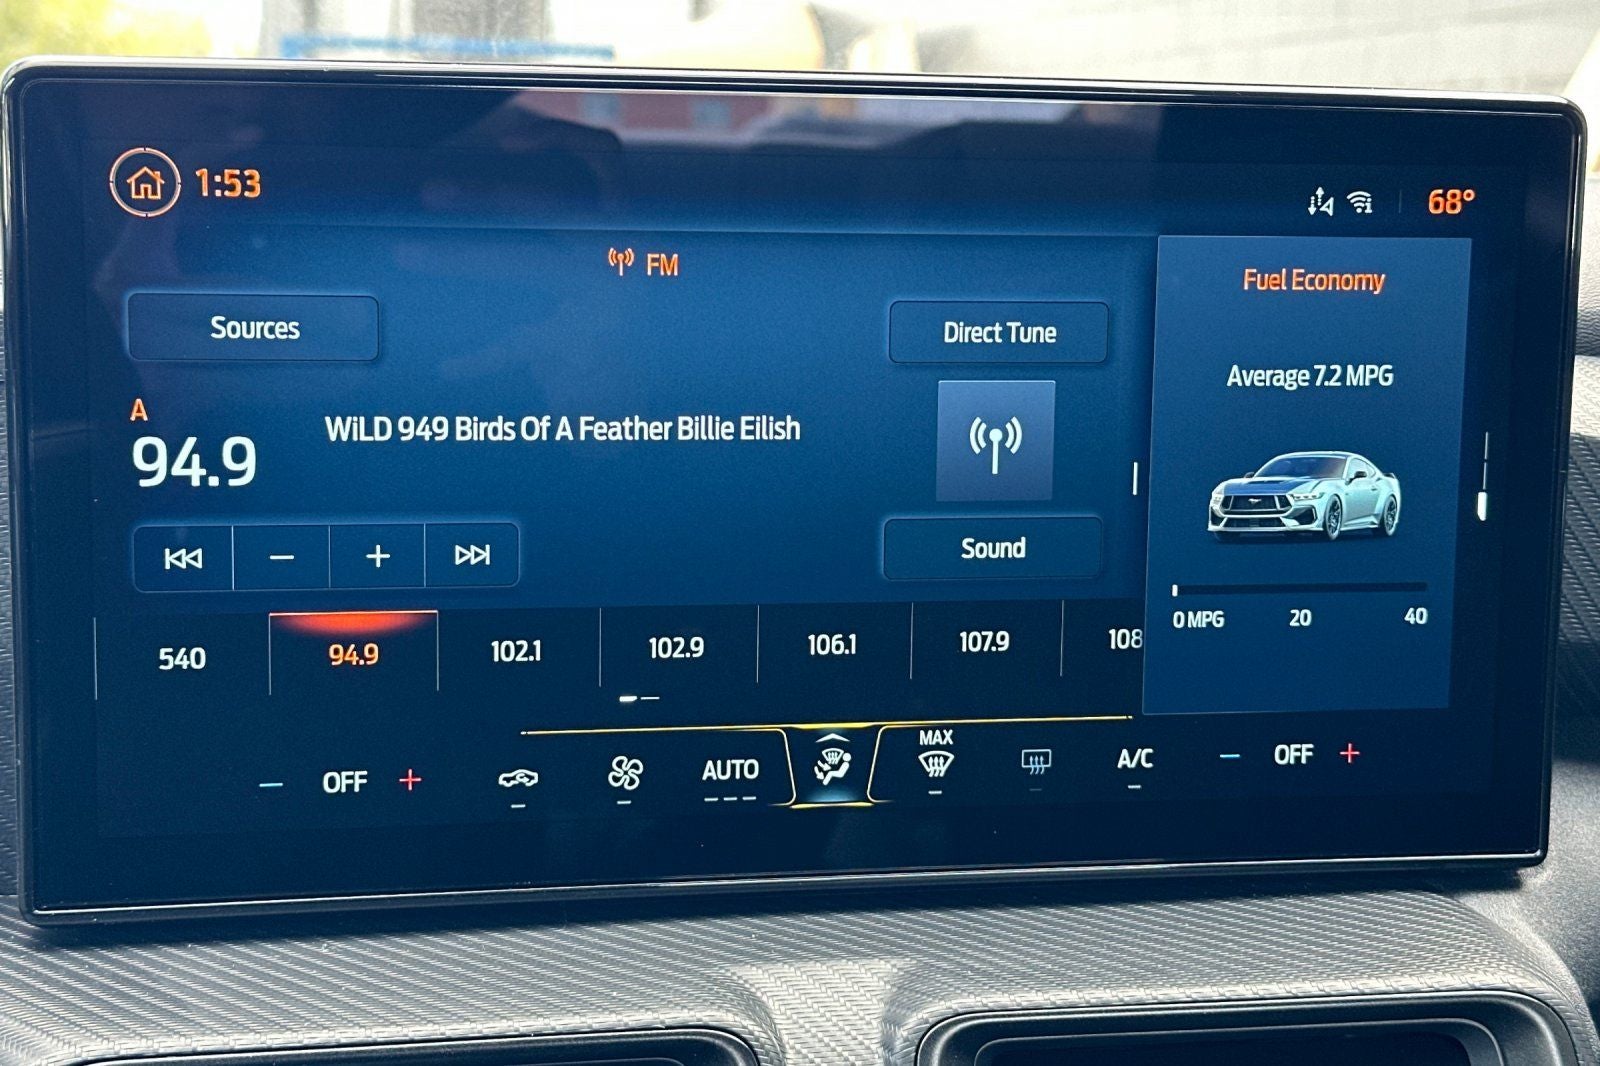 1:53
68°
FM
Fuel Economy
Sources
Direct Tune
Average 7.2 MPG
A
94.9
WiLD 949 Birds Of A Feather Billie Eilish
Sound
0 MPG 20 40
540 94.9 102.1 102.9 106.1 107.9 108
OFF
AUTO
MAX
A/C
OFF